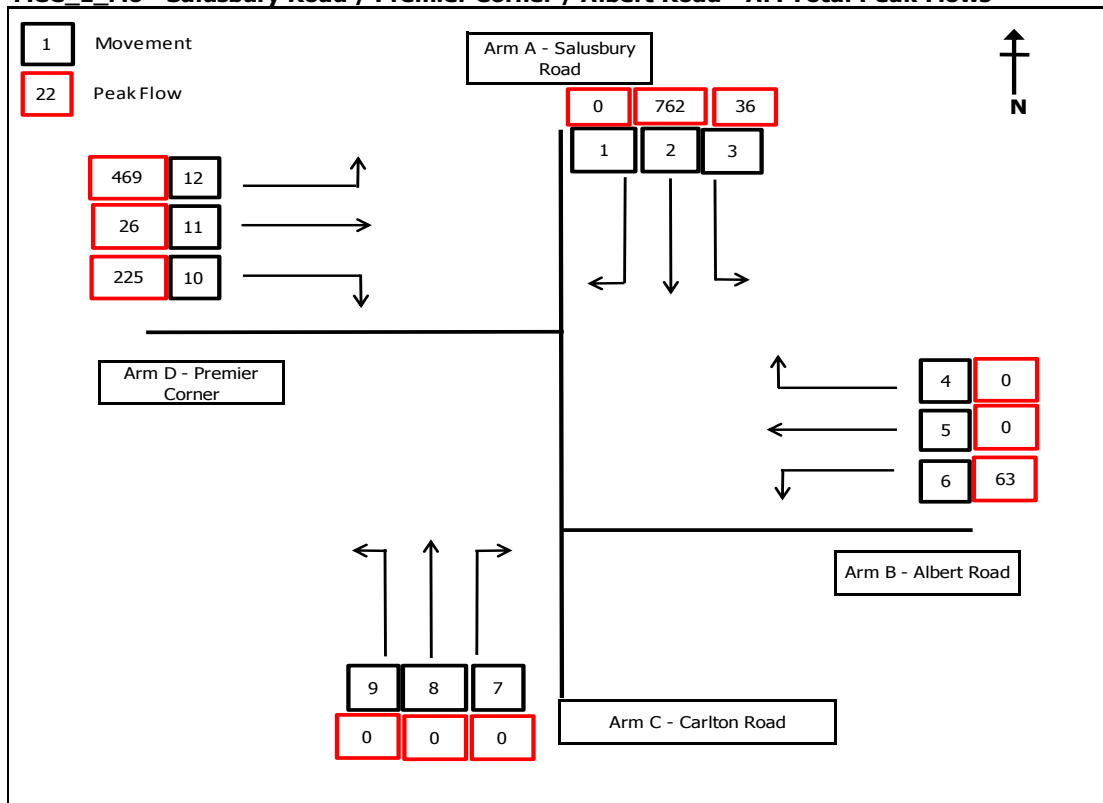 Salusbury Road / Premier Corner / Albert Road - AM Total Peak Flows
1 Movement
22 Peak Flow
Arm A - Salusbury
Road
N
0 762 36
1 2 3
469 12
26 11
225 10
Arm D - Premier
Corner
4 0
5 0
6 63
Arm B - Albert Road
9 8 7
0 0 0
Arm C - Carlton Road